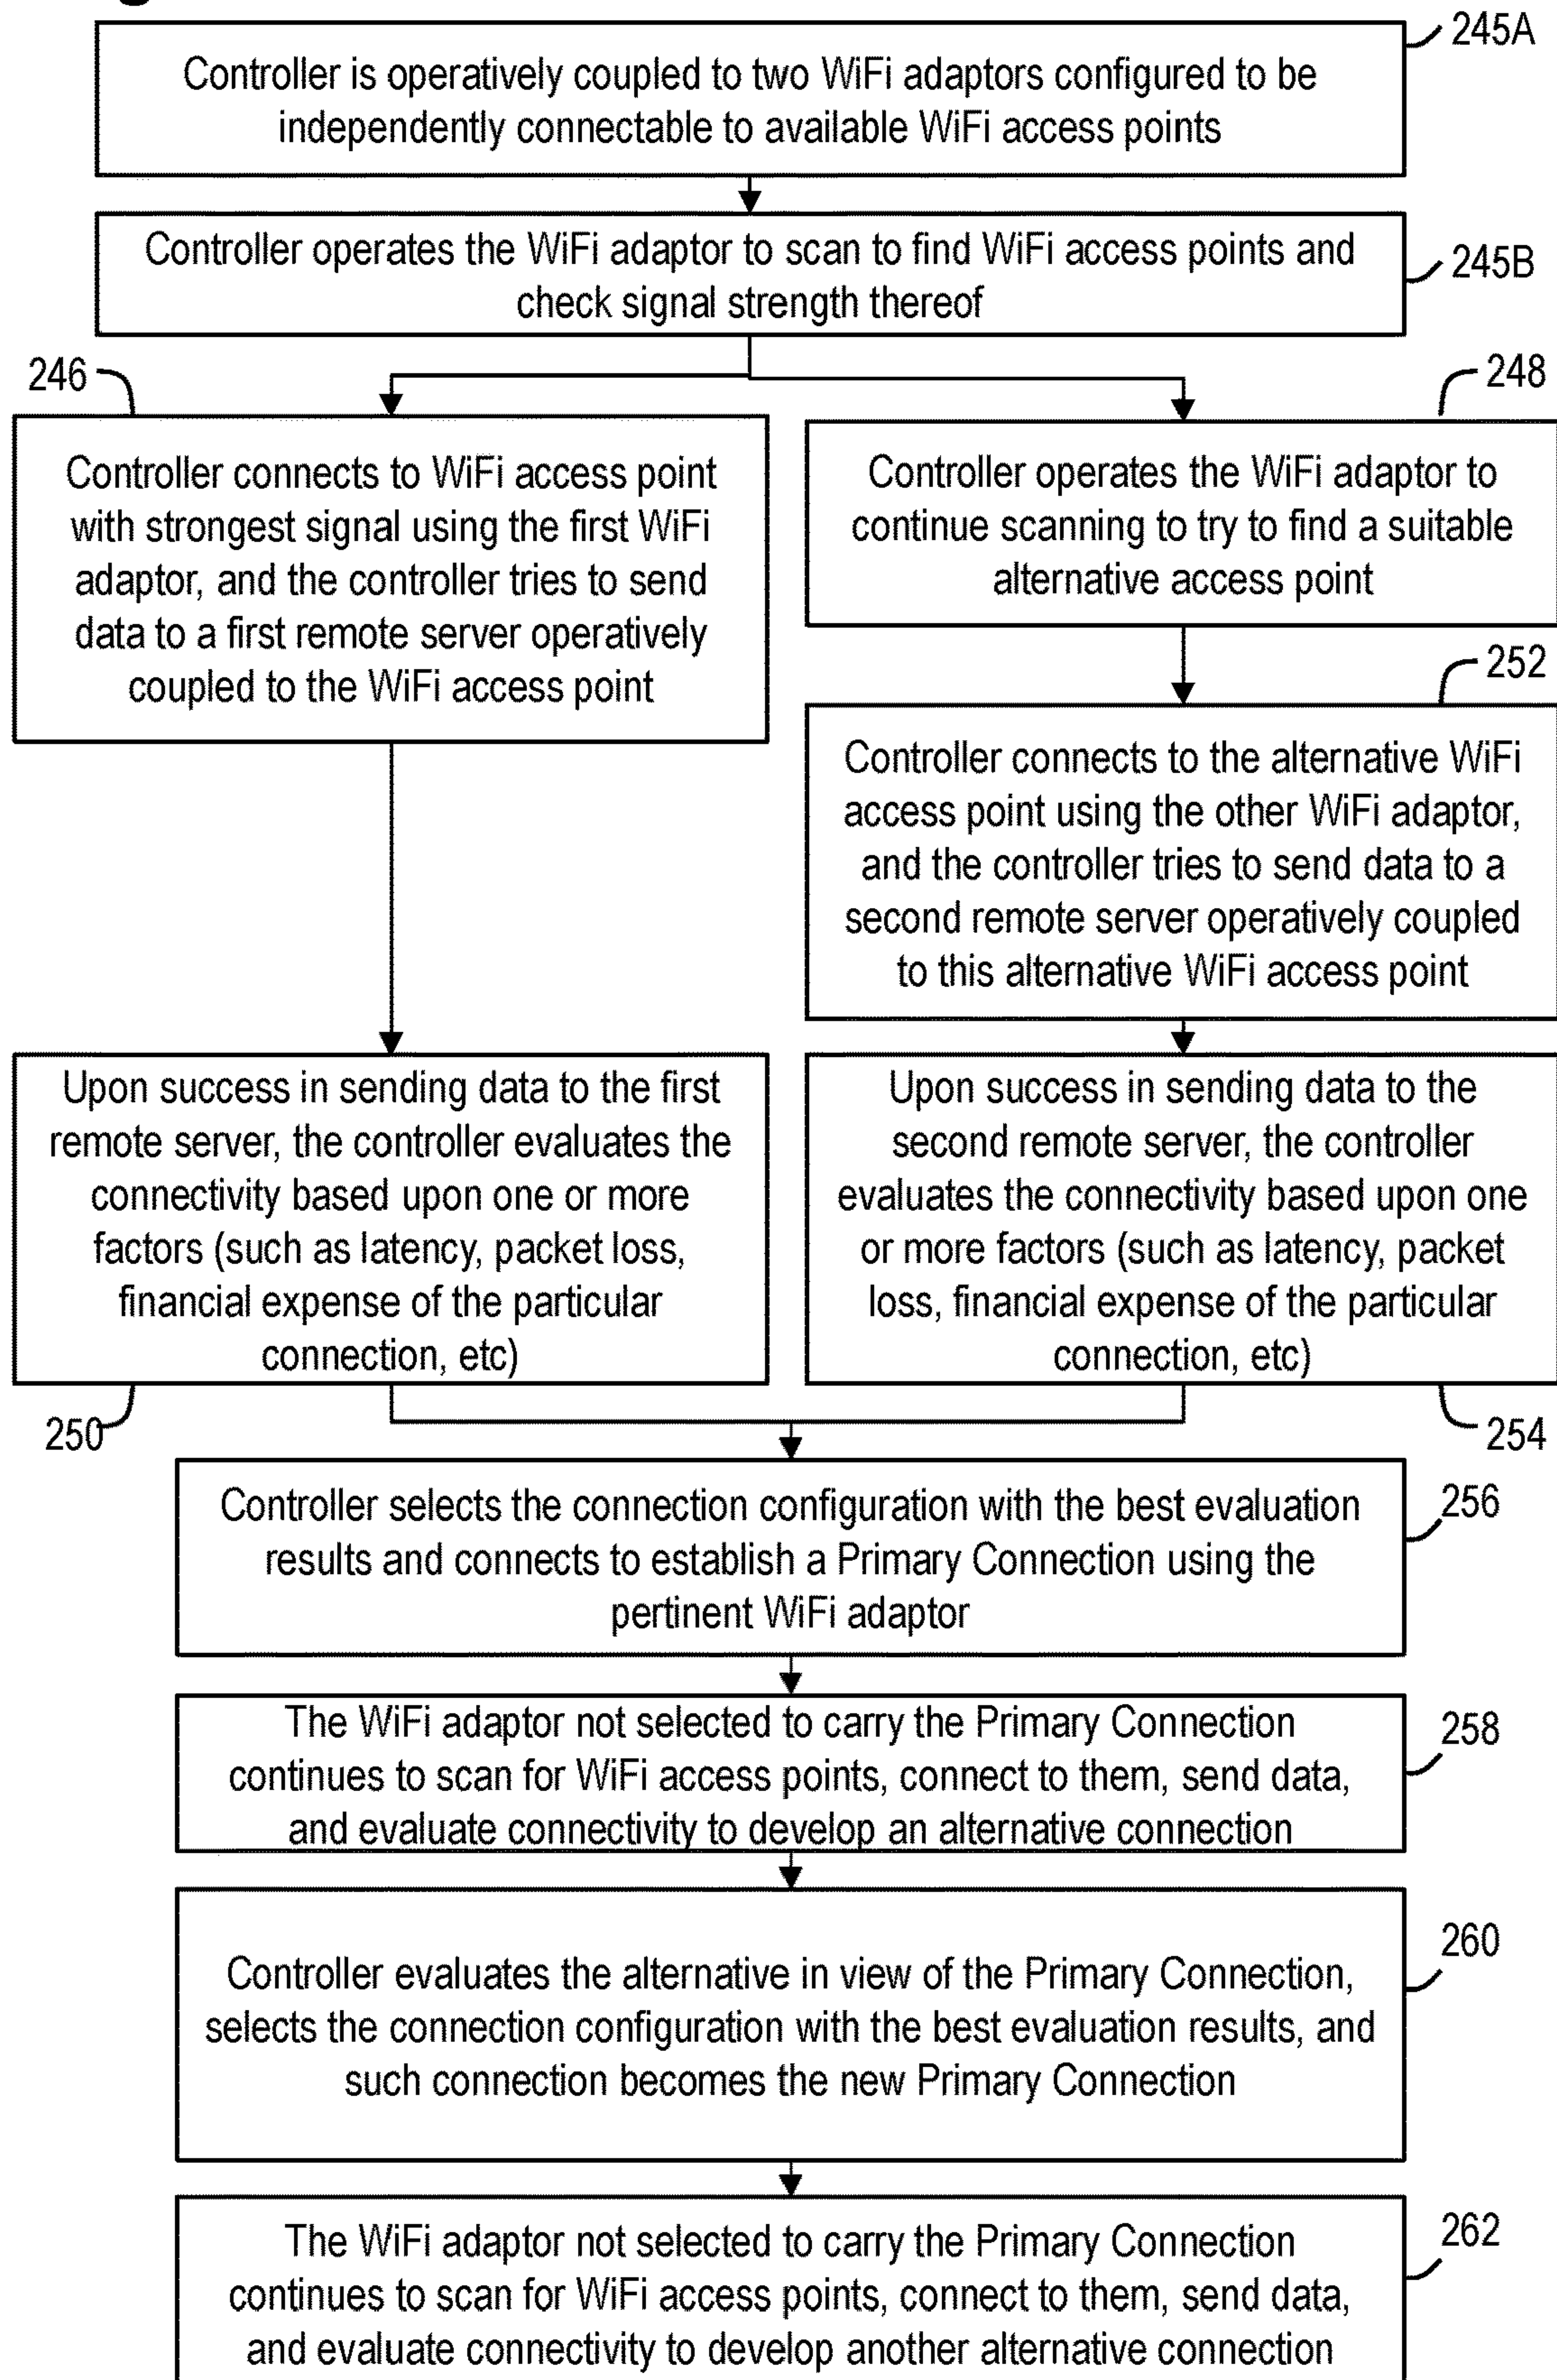 245A
Controller is operatively coupled to two WiFi adaptors configured to be
independently connectable to available WiFi access points
245B
Controller operates the WiFi adaptor to scan to find WiFi access points and
check signal strength thereof
246
Controller connects to WiFi access point
with strongest signal using the first WiFi
adaptor, and the controller tries to send
data to a first remote server operatively
coupled to the WiFi access point
248
Controller operates the WiFi adaptor to
continue scanning to try to find a suitable
alternative access point
252
Controller connects to the alternative WiFi
access point using the other WiFi adaptor,
and the controller tries to send data to a
second remote server operatively coupled
to this alternative WiFi access point
Upon success in sending data to the first
remote server, the controller evaluates the
connectivity based upon one or more
factors (such as latency, packet loss,
financial expense of the particular
connection, etc)
250
Upon success in sending data to the
second remote server, the controller
evaluates the connectivity based upon one
or more factors (such as latency, packet
loss, financial expense of the particular
connection, etc)
254
Controller selects the connection configuration with the best evaluation
results and connects to establish a Primary Connection using the
pertinent WiFi adaptor
256
The WiFi adaptor not selected to carry the Primary Connection
continues to scan for WiFi access points, connect to them, send data,
and evaluate connectivity to develop an alternative connection
258
Controller evaluates the alternative in view of the Primary Connection,
selects the connection configuration with the best evaluation results, and
such connection becomes the new Primary Connection
260
The WiFi adaptor not selected to carry the Primary Connection
continues to scan for WiFi access points, connect to them, send data,
and evaluate connectivity to develop another alternative connection
262